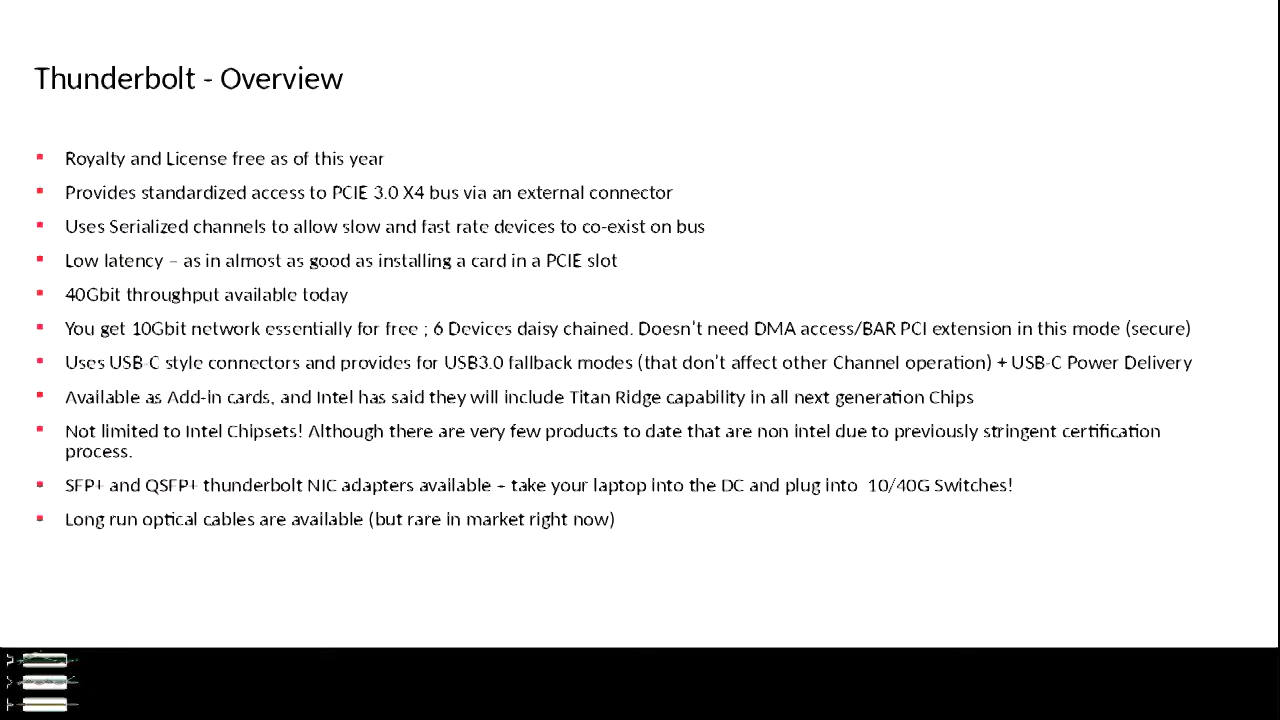 Thunderbolt - Overview
Royalty and License free as of this year
Provides standardized access to PCIE 3.0 X4 bus via an external connector
Uses Serialized channels to allow slow and fast rate devices to co-exist on bus
Low latency – as in almost as good as installing a card in a PCIE slot
40Gbit throughput available today
You get 10Gbit network essentially for free ; 6 Devices daisy chained. Doesn't need DMA access/BAR PCI extension in this mode (secure)
Uses USB-C style connectors and provides for USB3.0 fallback modes (that don't affect other Channel operation) + USB-C Power Delivery
Available as Add-in cards, and Intel has said they will include Titan Ridge capability in all next generation Chips
Not limited to Intel Chipsets! Although there are very few products to date that are non intel due to previously stringent certification
process.
SFP+ and QSFP+ thunderbolt NIC adapters available – take your laptop into the DC and plug into 10/40G Switches!
Long run optical cables are available (but rare in market right now)